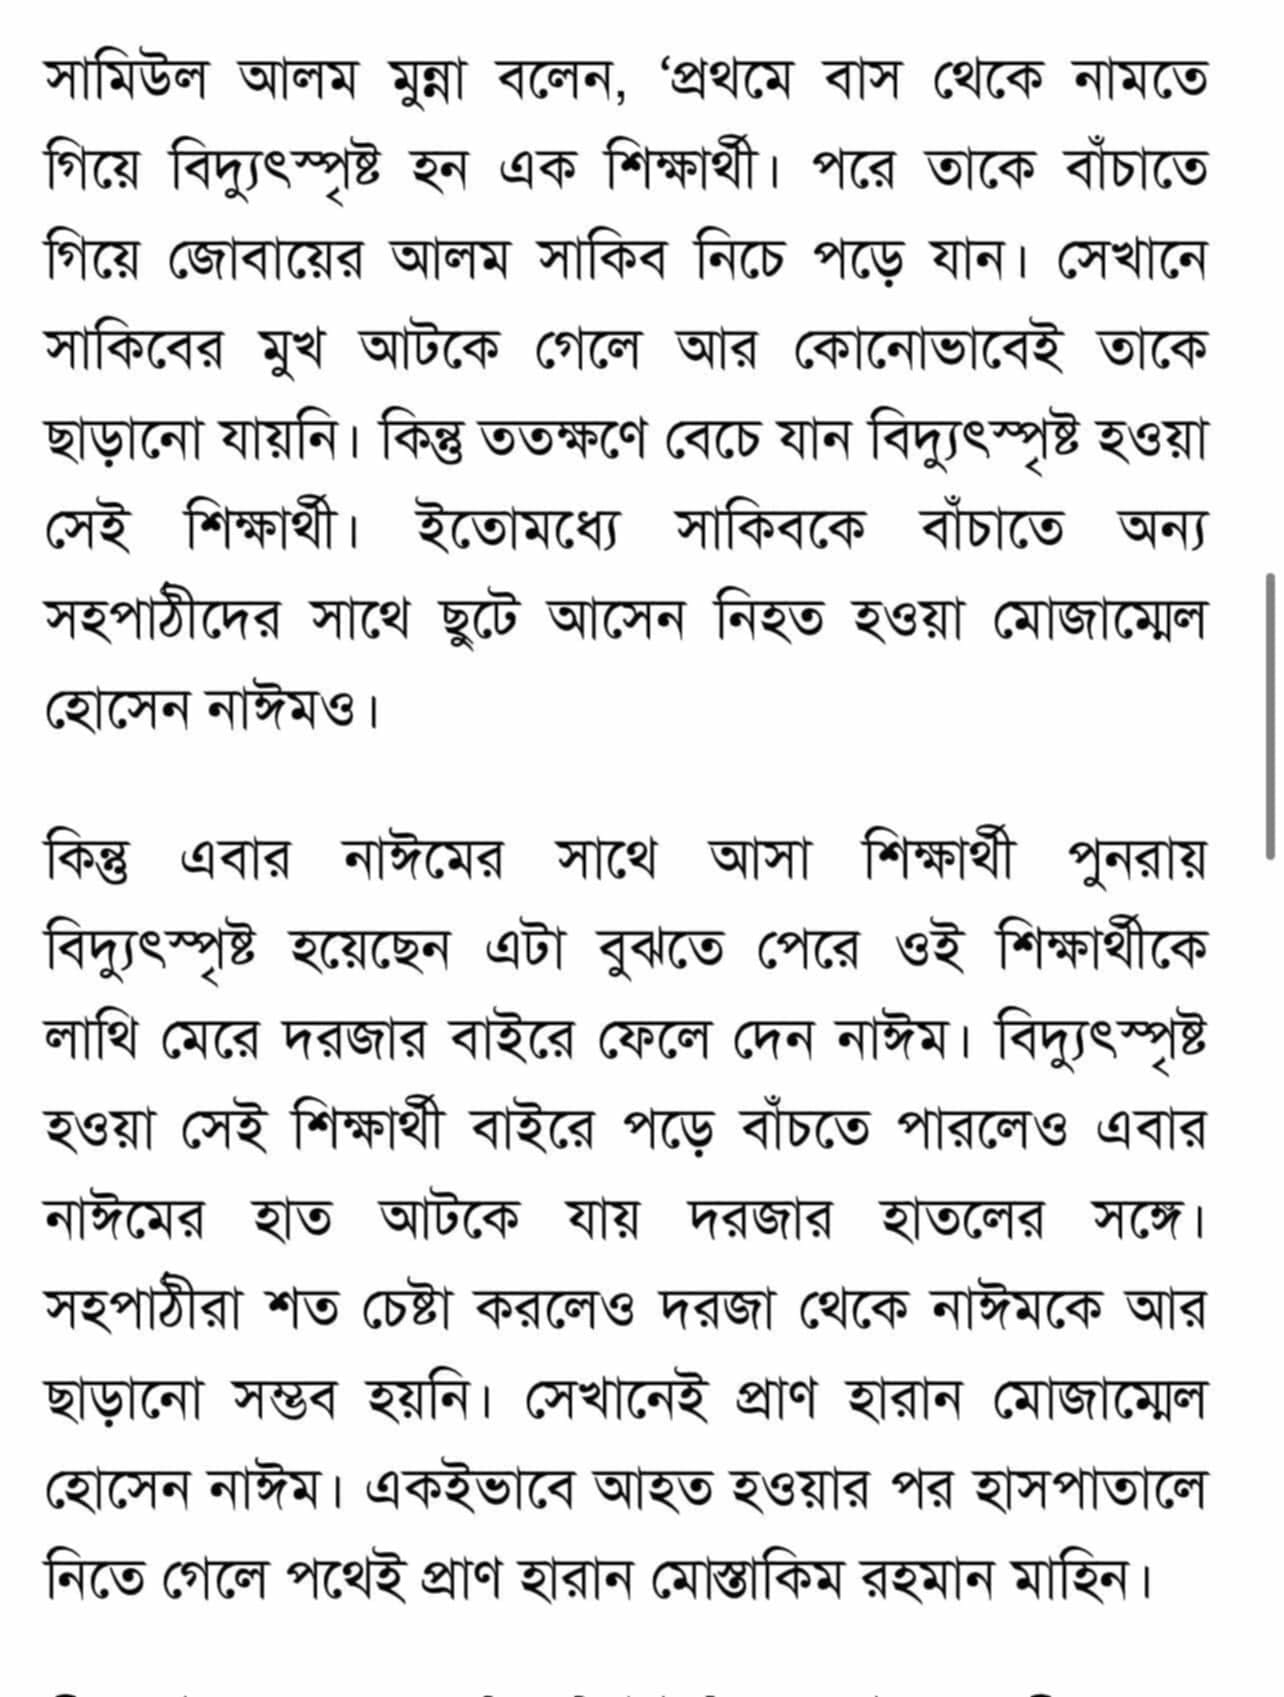 সামিউল আলম মুন্না বলেন, ‘প্রথমে বাস থেকে নামতে
গিয়ে বিদ্যুৎস্পৃষ্ট হন এক শিক্ষার্থী। পরে তাকে বাঁচাতে
গিয়ে জোবায়ের আলম সাকিব নিচে পড়ে যান। সেখানে
সাকিবের মুখ আটকে গেলে আর কোনোভাবেই তাকে
ছাড়ানো যায়নি। কিন্তু ততক্ষণে বেচে যান বিদ্যুৎস্পৃষ্ট হওয়া
সেই শিক্ষার্থী। ইতোমধ্যে সাকিবকে বাঁচাতে অন্য
সহপাঠীদের সাথে ছুটে আসেন নিহত হওয়া মোজাম্মেল
হোসেন নাঈমও।
কিন্তু এবার নাঈমের সাথে আসা শিক্ষার্থী পুনরায়
বিদ্যুৎস্পৃষ্ট হয়েছেন এটা বুঝতে পেরে ওই শিক্ষার্থীকে
লাথি মেরে দরজার বাইরে ফেলে দেন নাঈম। বিদ্যুৎস্পৃষ্ট
হওয়া সেই শিক্ষার্থী বাইরে পড়ে বাঁচতে পারলেও এবার
নাঈমের হাত আটকে যায় দরজার হাতলের সঙ্গে।
সহপাঠীরা শত চেষ্টা করলেও দরজা থেকে নাঈমকে আর
ছাড়ানো সম্ভব হয়নি। সেখানেই প্রাণ হারান মোজাম্মেল
হোসেন নাঈম। একইভাবে আহত হওয়ার পর হাসপাতালে
নিতে গেলে পথেই প্রাণ হারান মোস্তাকিম রহমান মাহিন।